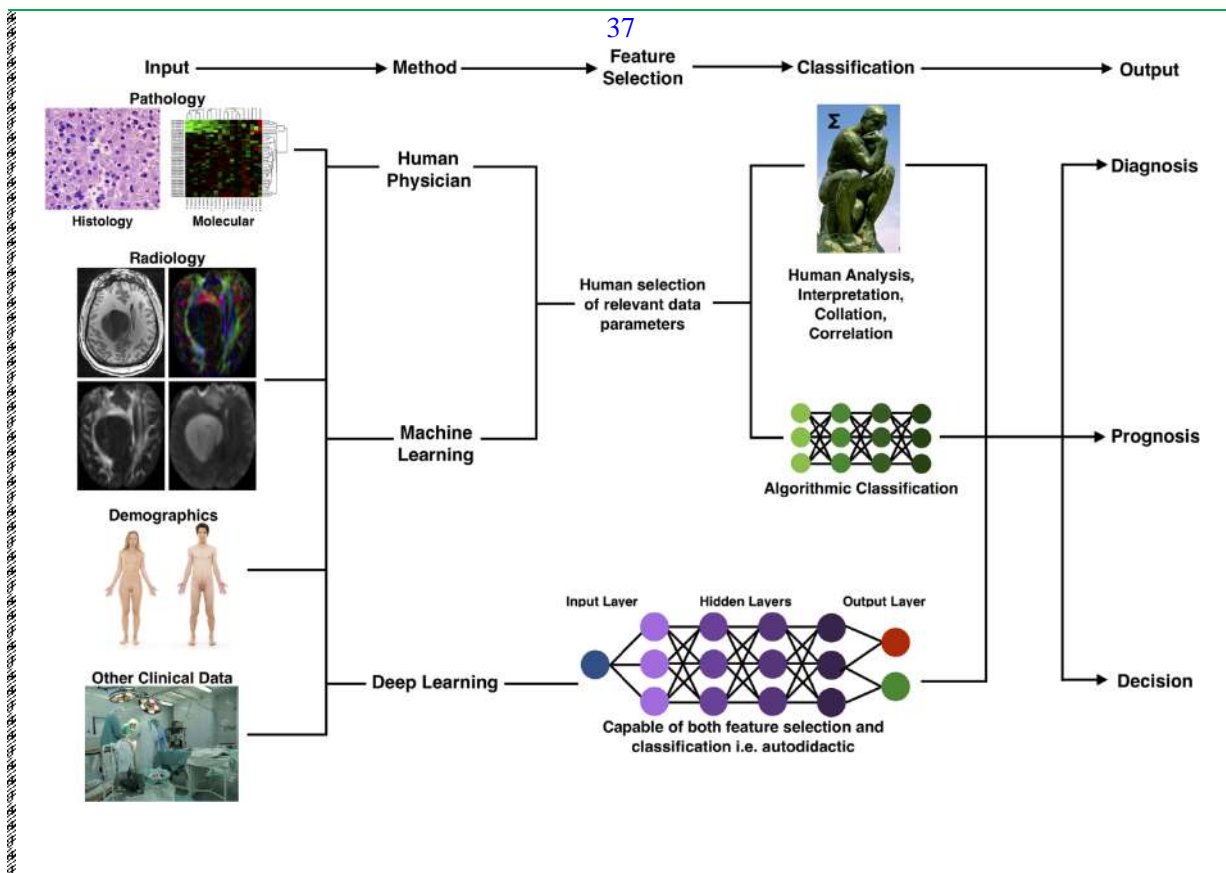 37
Input
Method
Feature
Selection
Classification
Output
Pathology
Histology
Molecular
Radiology
Demographics
Other Clinical Data
Human
Physician
Machine
Learning
Deep Learning
Human selection
of relevant data
parameters
Σ
Human Analysis,
Interpretation,
Collation,
Correlation
Algorithmic Classification
Input Layer
Hidden Layers
Output Layer
Capable of both feature selection and
classification i.e. autodidactic
Diagnosis
Prognosis
Decision